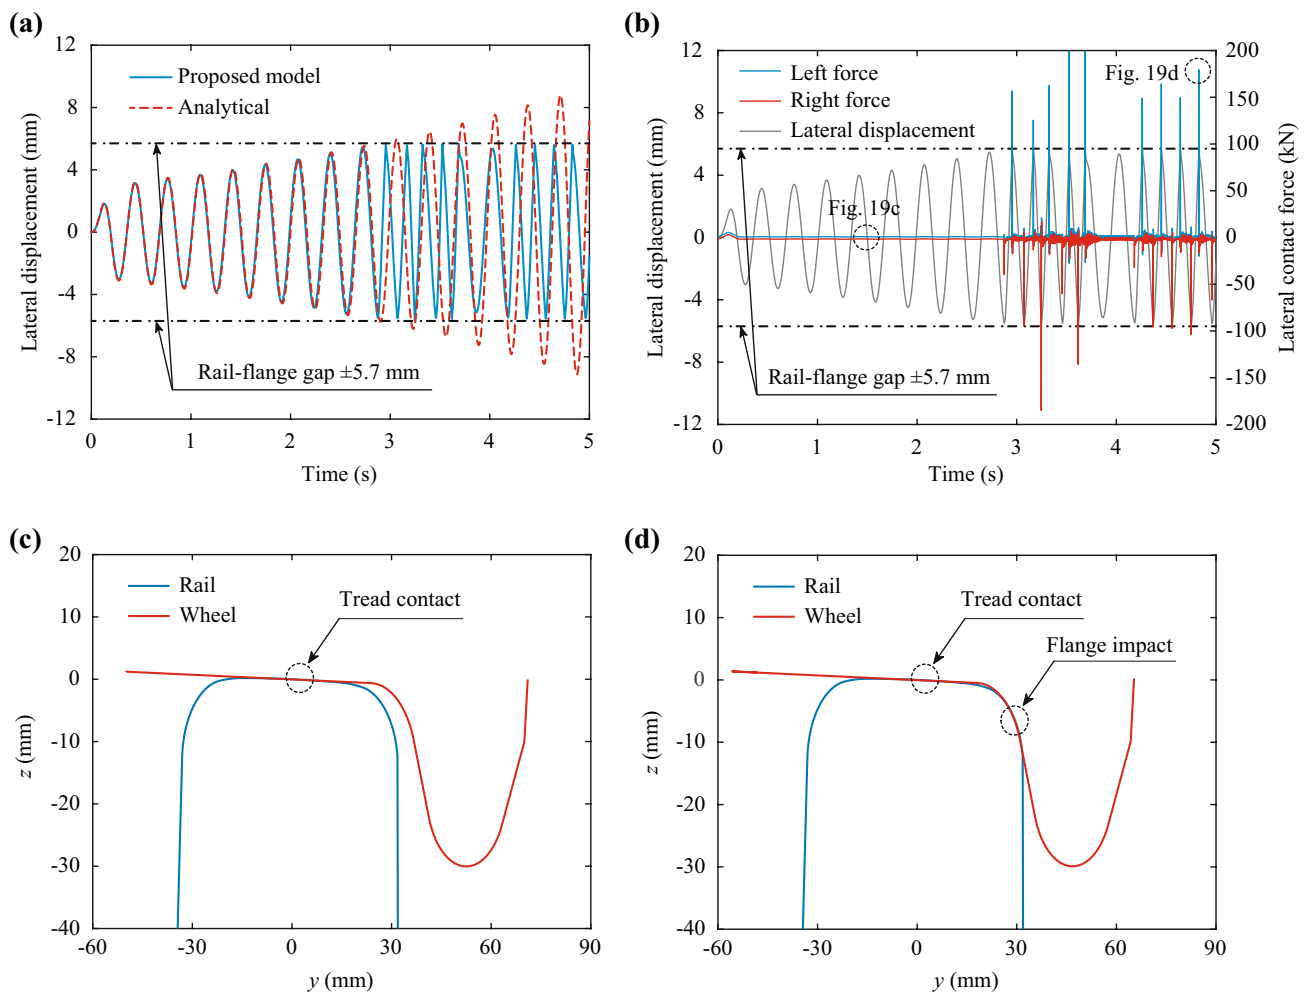 (a)
12
8
4
0
-4
-8
-12
Lateral displacement (mm)
Proposed model
Analytical
Rail-flange gap ±5.7 mm
0 1 2 3 4 5
Time (s)
(b)
12
8
4
0
-4
-8
-12
Lateral displacement (mm)
Left force
Right force
Lateral displacement
Fig. 19d
Fig. 19c
Rail-flange gap ±5.7 mm
200
150
100
50
0
-50
-100
-150
-200
Lateral contact force (kN)
0 1 2 3 4 5
Time (s)
(c)
20
10
0
-10
-20
-30
-40
z (mm)
Rail
Wheel
Tread contact
-60 -30 0 30 60 90
y (mm)
(d)
20
10
0
-10
-20
-30
-40
z (mm)
Rail
Wheel
Tread contact
Flange impact
-60 -30 0 30 60 90
y (mm)